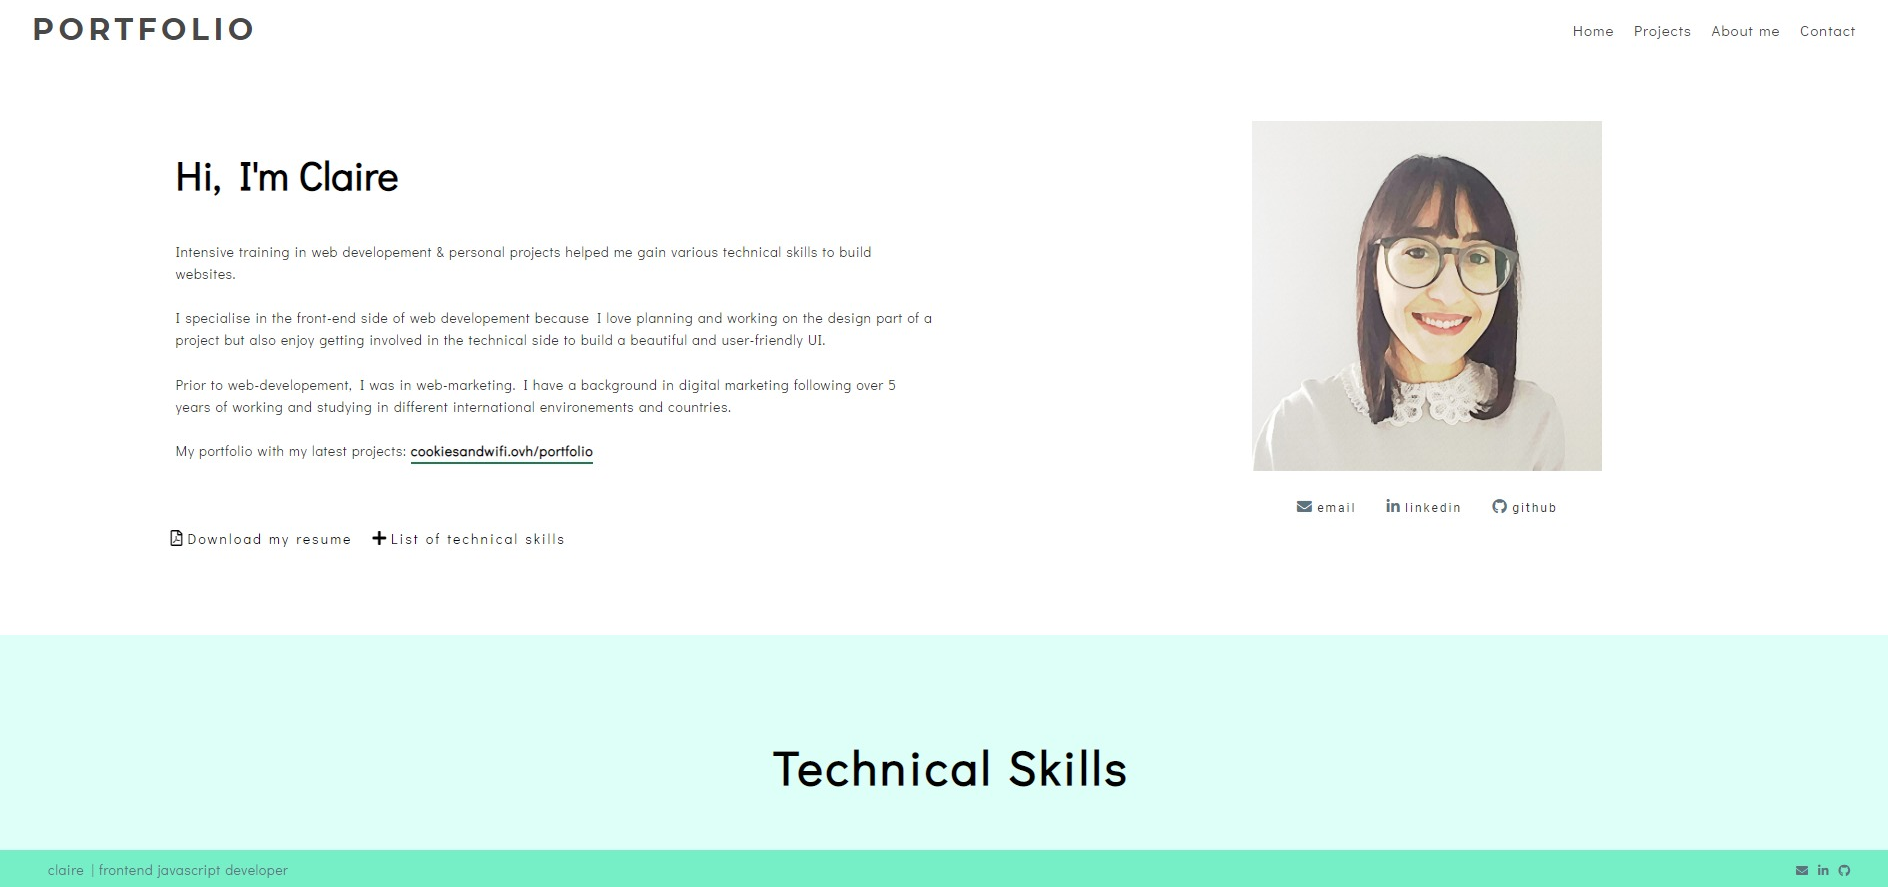 PORTFOLIO
Home Projects About me Contact
Hi, I'm Claire
Intensive training in web developement & personal projects helped me gain various technical skills to build
websites.
I specialise in the front-end side of web developement because I love planning and working on the design part of a
project but also enjoy getting involved in the technical side to build a beautiful and user-friendly UI.
Prior to web-developement, I was in web-marketing. I have a background in digital marketing following over 5
years of working and studying in different international environements and countries.
My portfolio with my latest projects: cookiesandwifi.ovh/portfolio
Download my resume List of technical skills
email linkedin github
Technical Skills
claire | frontend javascript developer